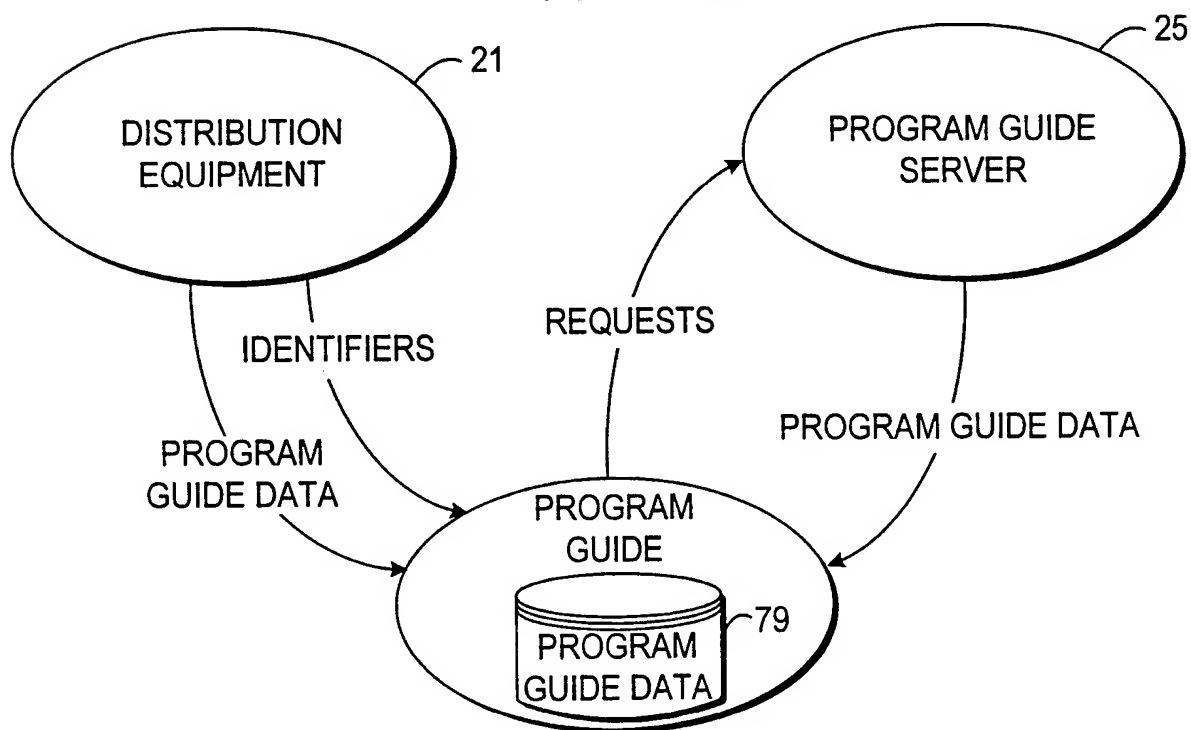 21
DISTRIBUTION
EQUIPMENT
25
PROGRAM GUIDE
SERVER
IDENTIFIERS
REQUESTS
PROGRAM
GUIDE DATA
PROGRAM GUIDE DATA
PROGRAM
GUIDE
79
PROGRAM
GUIDE DATA